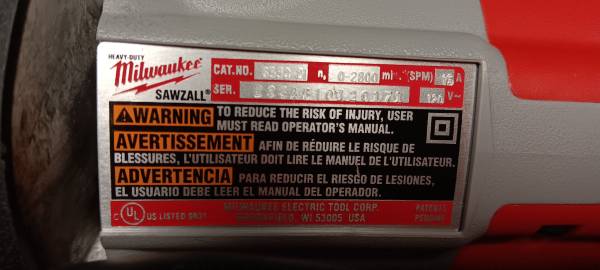 HEAVY-DUTY
Milwaukee
SAWZALL®
CAT.NO. n, 0-2800 min. (SPM) 15 A
SER. 120 V~
WARNING TO REDUCE THE RISK OF INJURY, USER
MUST READ OPERATOR'S MANUAL.
AVERTISSEMENT AFIN DE RÉDUIRE LE RISQUE DE
BLESSURES, L'UTILISATEUR DOIT LIRE LE MANUEL DE L'UTILISATEUR.
ADVERTENCIA PARA REDUCIR EL RIESGO DE LESIONES,
EL USUARIO DEBE LEER EL MANUAL DEL OPERADOR.
C UL US LISTED
MILWAUKEE ELECTRIC TOOL CORP.
BROOKFIELD, WI 53005 USA
PATENTS
PENDING